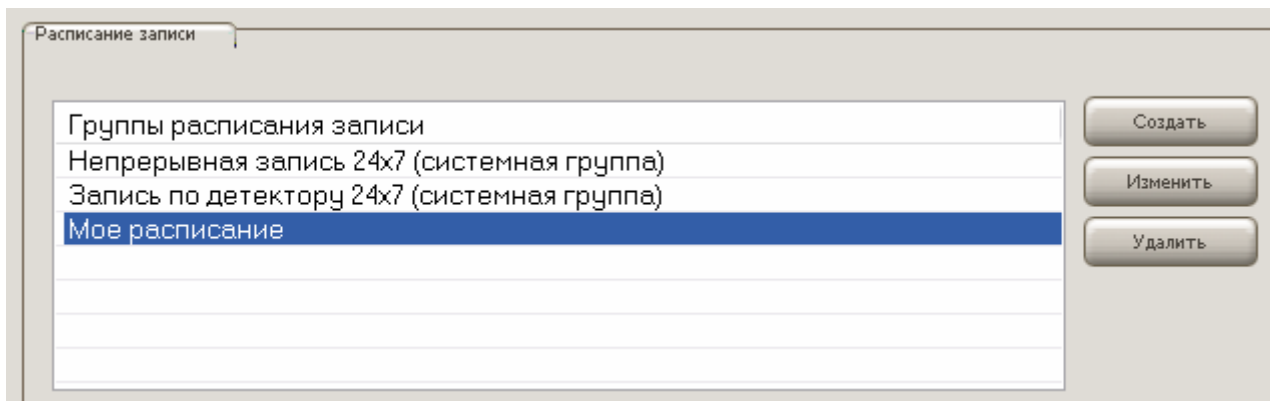 Расписание записи
Группы расписания записи
Непрерывная запись 24x7 (системная группа)
Запись по детектору 24x7 (системная группа)
Мое расписание
Создать
Изменить
Удалить